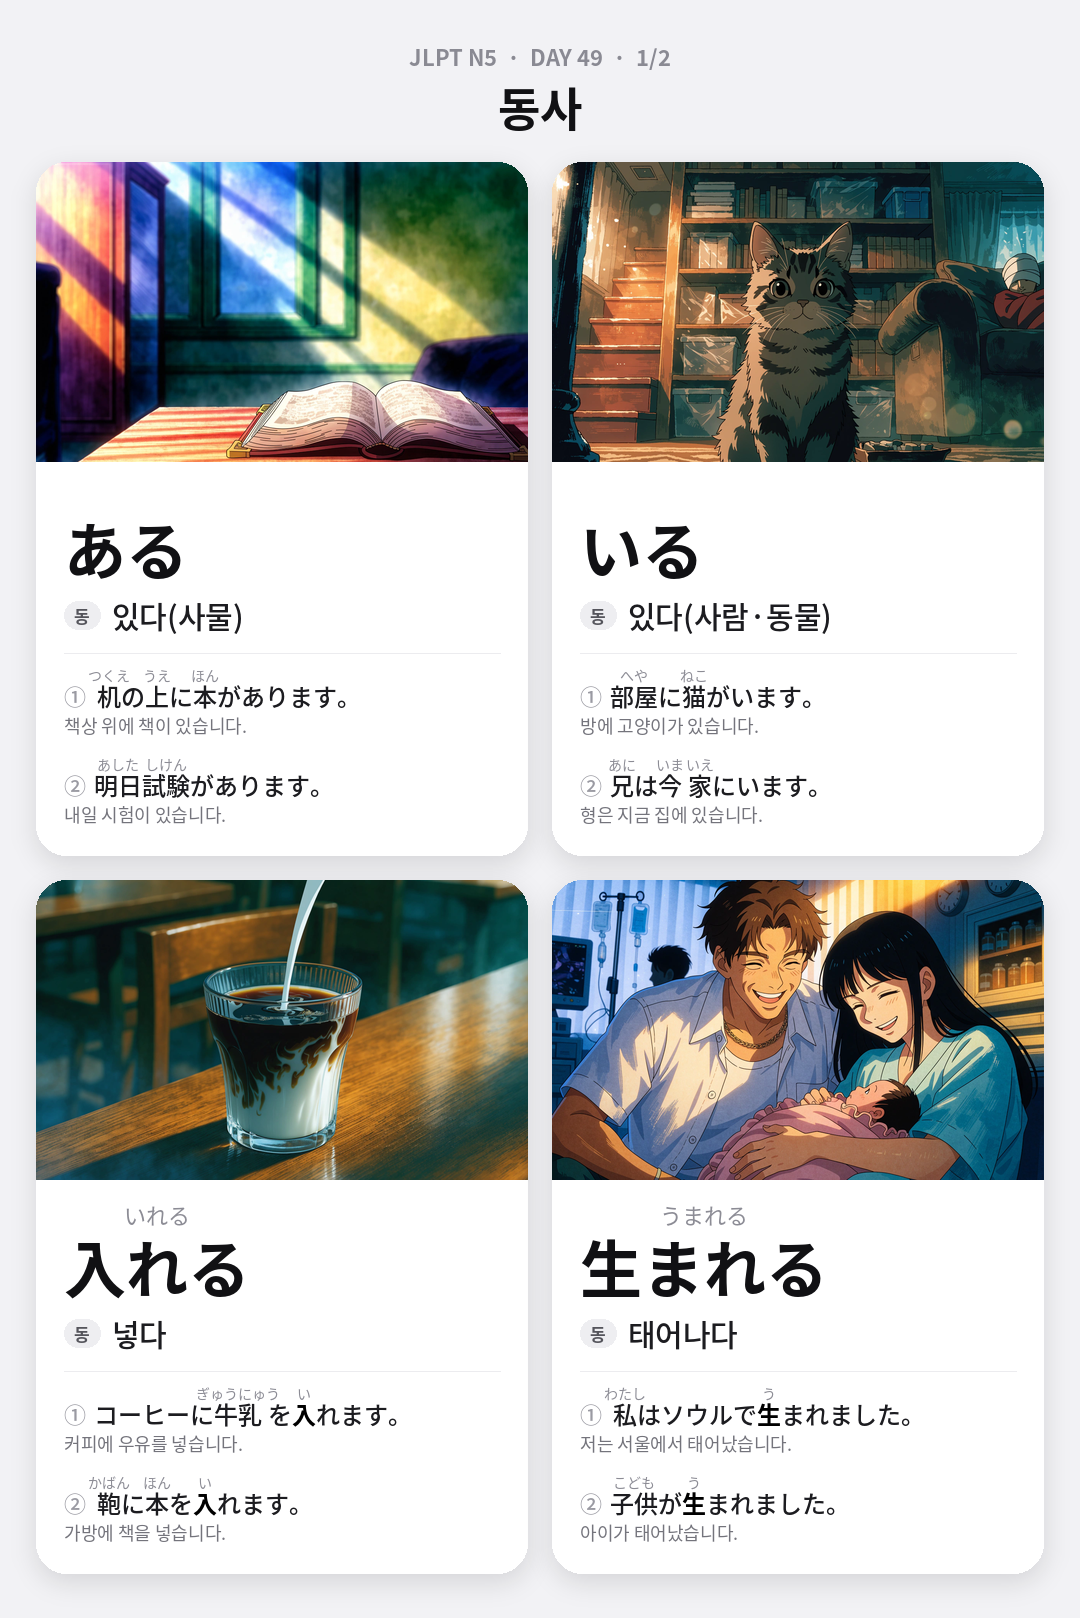 JLPT N5 · DAY 49 · 1/2
동사
ある
동 있다(사물)
つくえ うえ ほん
① 机の上に本があります。
책상 위에 책이 있습니다.
あした しけん
② 明日試験があります。
내일 시험이 있습니다.
いる
동 있다(사람·동물)
へや ねこ
① 部屋に猫がいます。
방에 고양이가 있습니다.
あに いま いえ
② 兄は今 家にいます。
형은 지금 집에 있습니다.
いれる
入れる
동 넣다
ぎゅうにゅう い
① コーヒーに牛乳 を入れます。
커피에 우유를 넣습니다.
かばん ほん い
② 鞄に本を入れます。
가방에 책을 넣습니다.
うまれる
生まれる
동 태어나다
わたし う
① 私はソウルで生まれました。
저는 서울에서 태어났습니다.
こども う
② 子供が生まれました。
아이가 태어났습니다.